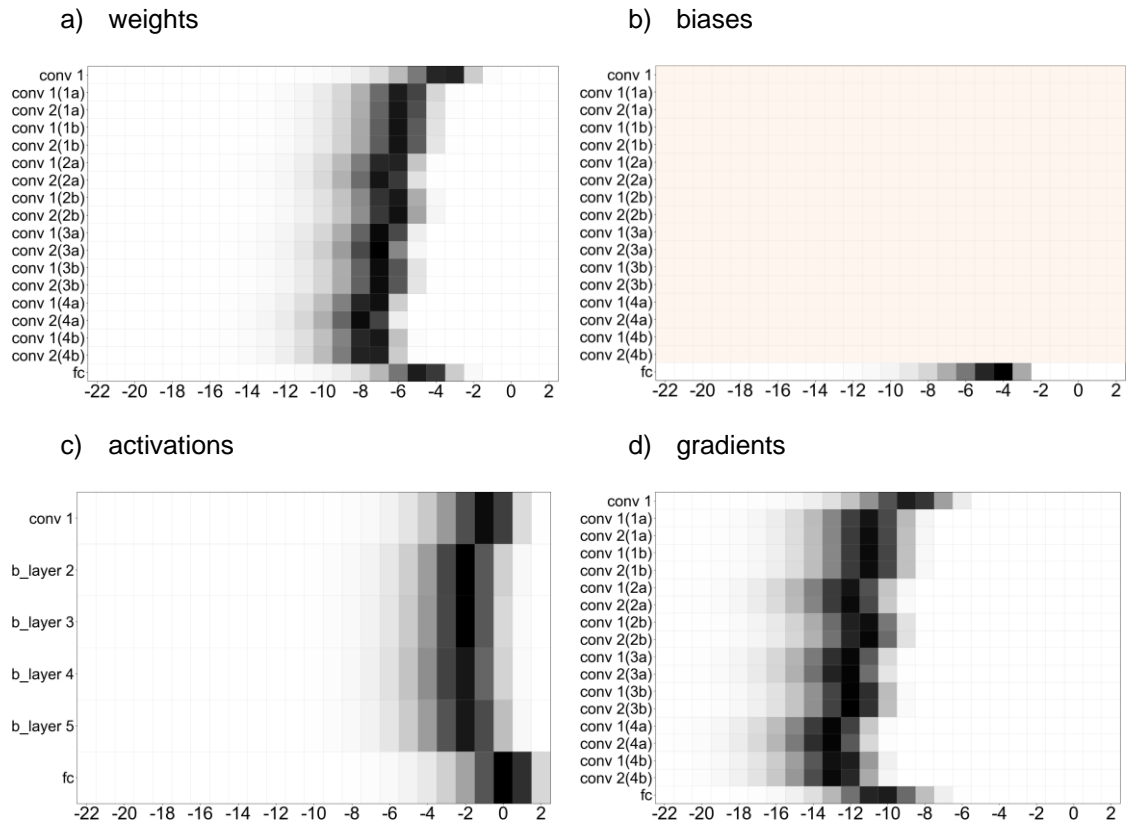 a) weights
conv 1
conv 1(1a)
conv 2(1a)
conv 1(1b)
conv 2(1b)
conv 1(2a)
conv 2(2a)
conv 1(2b)
conv 2(2b)
conv 1(3a)
conv 2(3a)
conv 1(3b)
conv 2(3b)
conv 1(4a)
conv 2(4a)
conv 1(4b)
conv 2(4b)
fc
-22 -20 -18 -16 -14 -12 -10 -8 -6 -4 -2 0 2
b) biases
conv 1
conv 1(1a)
conv 2(1a)
conv 1(1b)
conv 2(1b)
conv 1(2a)
conv 2(2a)
conv 1(2b)
conv 2(2b)
conv 1(3a)
conv 2(3a)
conv 1(3b)
conv 2(3b)
conv 1(4a)
conv 2(4a)
conv 1(4b)
conv 2(4b)
fc
-22 -20 -18 -16 -14 -12 -10 -8 -6 -4 -2 0 2
c) activations
conv 1
b_layer 2
b_layer 3
b_layer 4
b_layer 5
fc
-22 -20 -18 -16 -14 -12 -10 -8 -6 -4 -2 0 2
d) gradients
conv 1
conv 1(1a)
conv 2(1a)
conv 1(1b)
conv 2(1b)
conv 1(2a)
conv 2(2a)
conv 1(2b)
conv 2(2b)
conv 1(3a)
conv 2(3a)
conv 1(3b)
conv 2(3b)
conv 1(4a)
conv 2(4a)
conv 1(4b)
conv 2(4b)
fc
-22 -20 -18 -16 -14 -12 -10 -8 -6 -4 -2 0 2